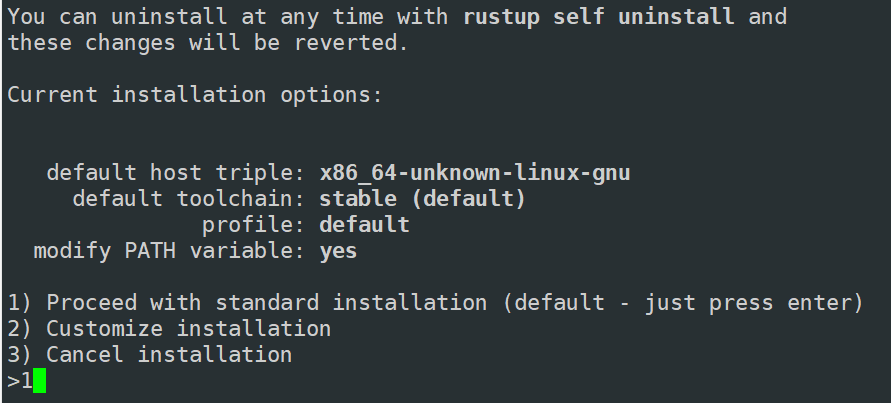 You can uninstall at any time with rustup self uninstall and
these changes will be reverted.
Current installation options:
default host triple: x86_64-unknown-linux-gnu
default toolchain: stable (default)
profile: default
modify PATH variable: yes
1) Proceed with standard installation (default - just press enter)
2) Customize installation
3) Cancel installation
>1